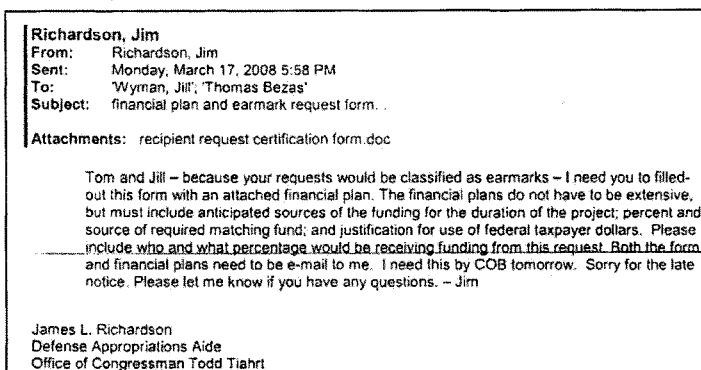 Richardson, Jim
From: Richardson, Jim
Sent: Monday, March 17, 2008 5:58 PM
To: 'Wyman, Jill'; 'Thomas Bezas'
Subject: financial plan and earmark request form. .
Attachments: recipient request certification form.doc
Tom and Jill – because your requests would be classified as earmarks – I need you to filled-
out this form with an attached financial plan. The financial plans do not have to be extensive,
but must include anticipated sources of the funding for the duration of the project; percent and
source of required matching fund; and justification for use of federal taxpayer dollars. Please
include who and what percentage would be receiving funding from this request. Both the form
and financial plans need to be e-mail to me. I need this by COB tomorrow. Sorry for the late
notice. Please let me know if you have any questions. – Jim
James L. Richardson
Defense Appropriations Aide
Office of Congressman Todd Tiahrt